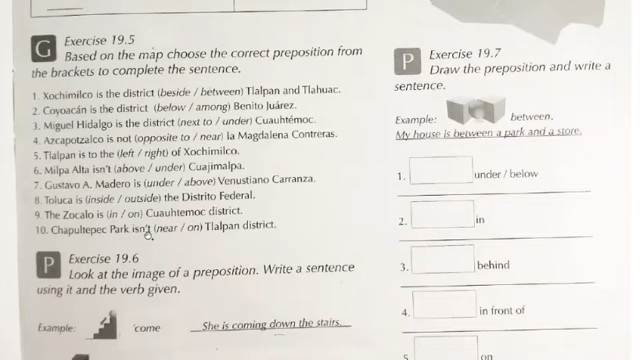 G
Exercise 19.5
Based on the map choose the correct preposition from
the brackets to complete the sentence.
1. Xochimilco is the district (beside / between) Tlalpan and Tlahuac.
2. Coyoacán is the district (below / among) Benito Juárez.
3. Miguel Hidalgo is the district (next to / under) Cuauhtémoc.
4. Azcapotzalco is not (opposite to / near) la Magdalena Contreras.
5. Tlalpan is to the (left / right) of Xochimilco.
6. Milpa Alta isn't (above / under) Cuajimalpa.
7. Gustavo A. Madero is (under / above) Venustiano Carranza.
8. Toluca is (inside / outside) the Distrito Federal.
9. The Zocalo is (in / on) Cuauhtemoc district.
10. Chapultepec Park isn't (near / on) Tlalpan district.
P
Exercise 19.6
Look at the image of a preposition. Write a sentence
using it and the verb given.
Example:
come
She is coming down the stairs.
P
Exercise 19.7
Draw the preposition and write a
sentence.
Example:
between.
My house is between a park and a store.
1.
under / below
2.
in
3.
behind
4.
in front of
5.
on